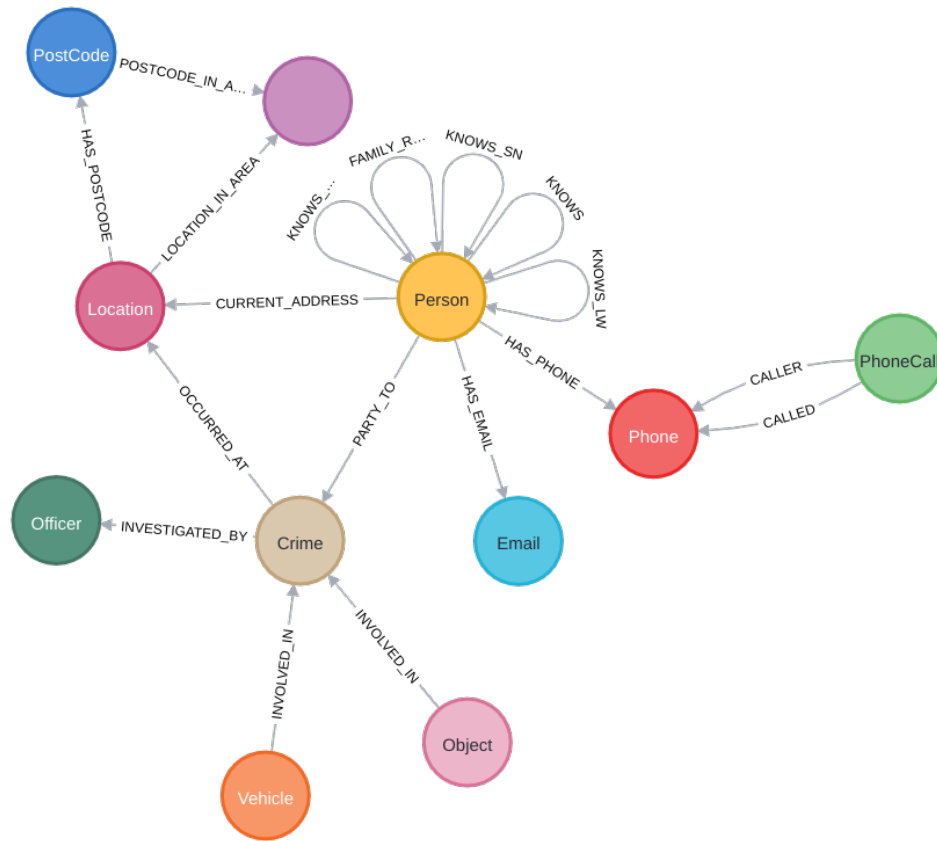 PostCode
POSTCODE_IN_A...
HAS_POSTCODE
LOCATION_IN_AREA
KNOWS_...
FAMILY_R...
KNOWS_SN
KNOWS
KNOWS_LW
Location
CURRENT_ADDRESS
Person
HAS_PHONE
CALLER
PhoneCall
CALLED
Phone
OCCURRED_AT
PARTY_TO
HAS_EMAIL
Officer
INVESTIGATED_BY
Crime
Email
INVOLVED_IN
INVOLVED_IN
Object
Vehicle